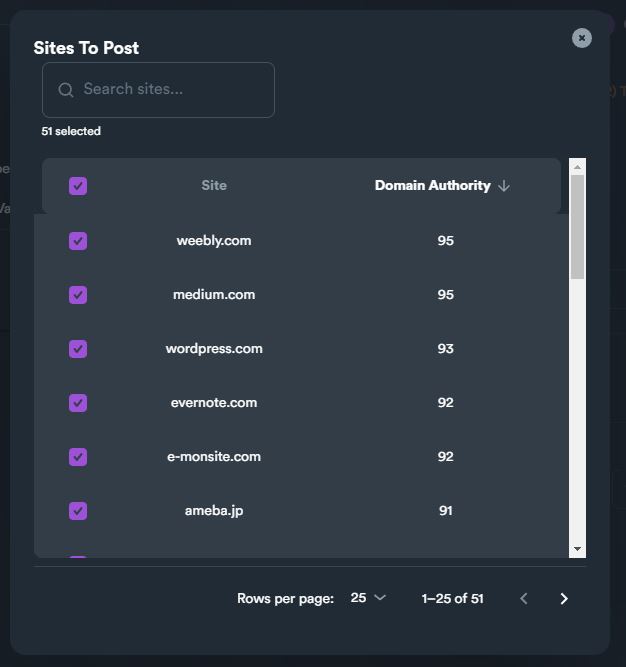 Sites To Post
Search sites...
51 selected
Site Domain Authority
weebly.com 95
medium.com 95
wordpress.com 93
evernote.com 92
e-monsite.com 92
ameba.jp 91
Rows per page: 25 1–25 of 51